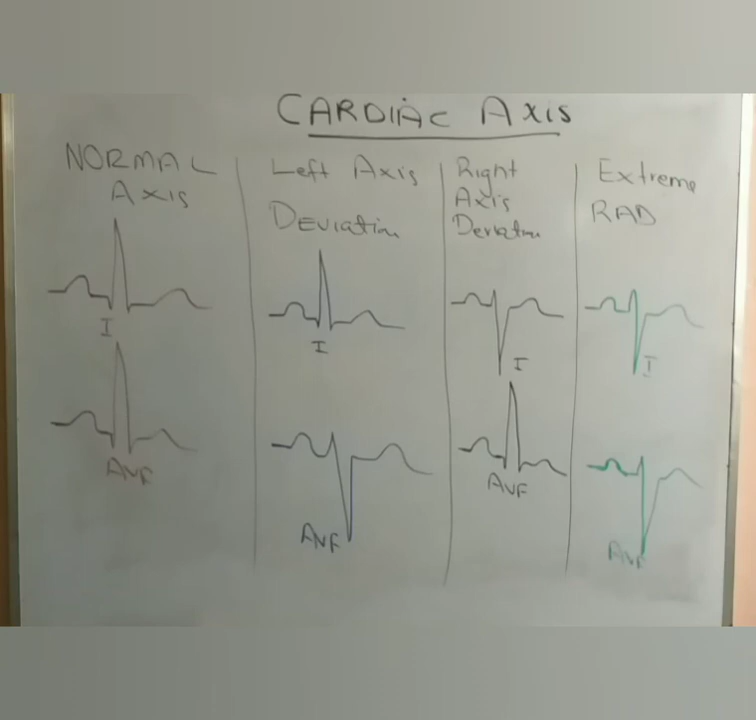 CARDIAC AXIS
NORMAL
AXIS
I
AVF
Left Axis
DEVIATION
I
AVF
Right
Axis
Deviation
I
AVF
Extreme
RAD
I
AVF